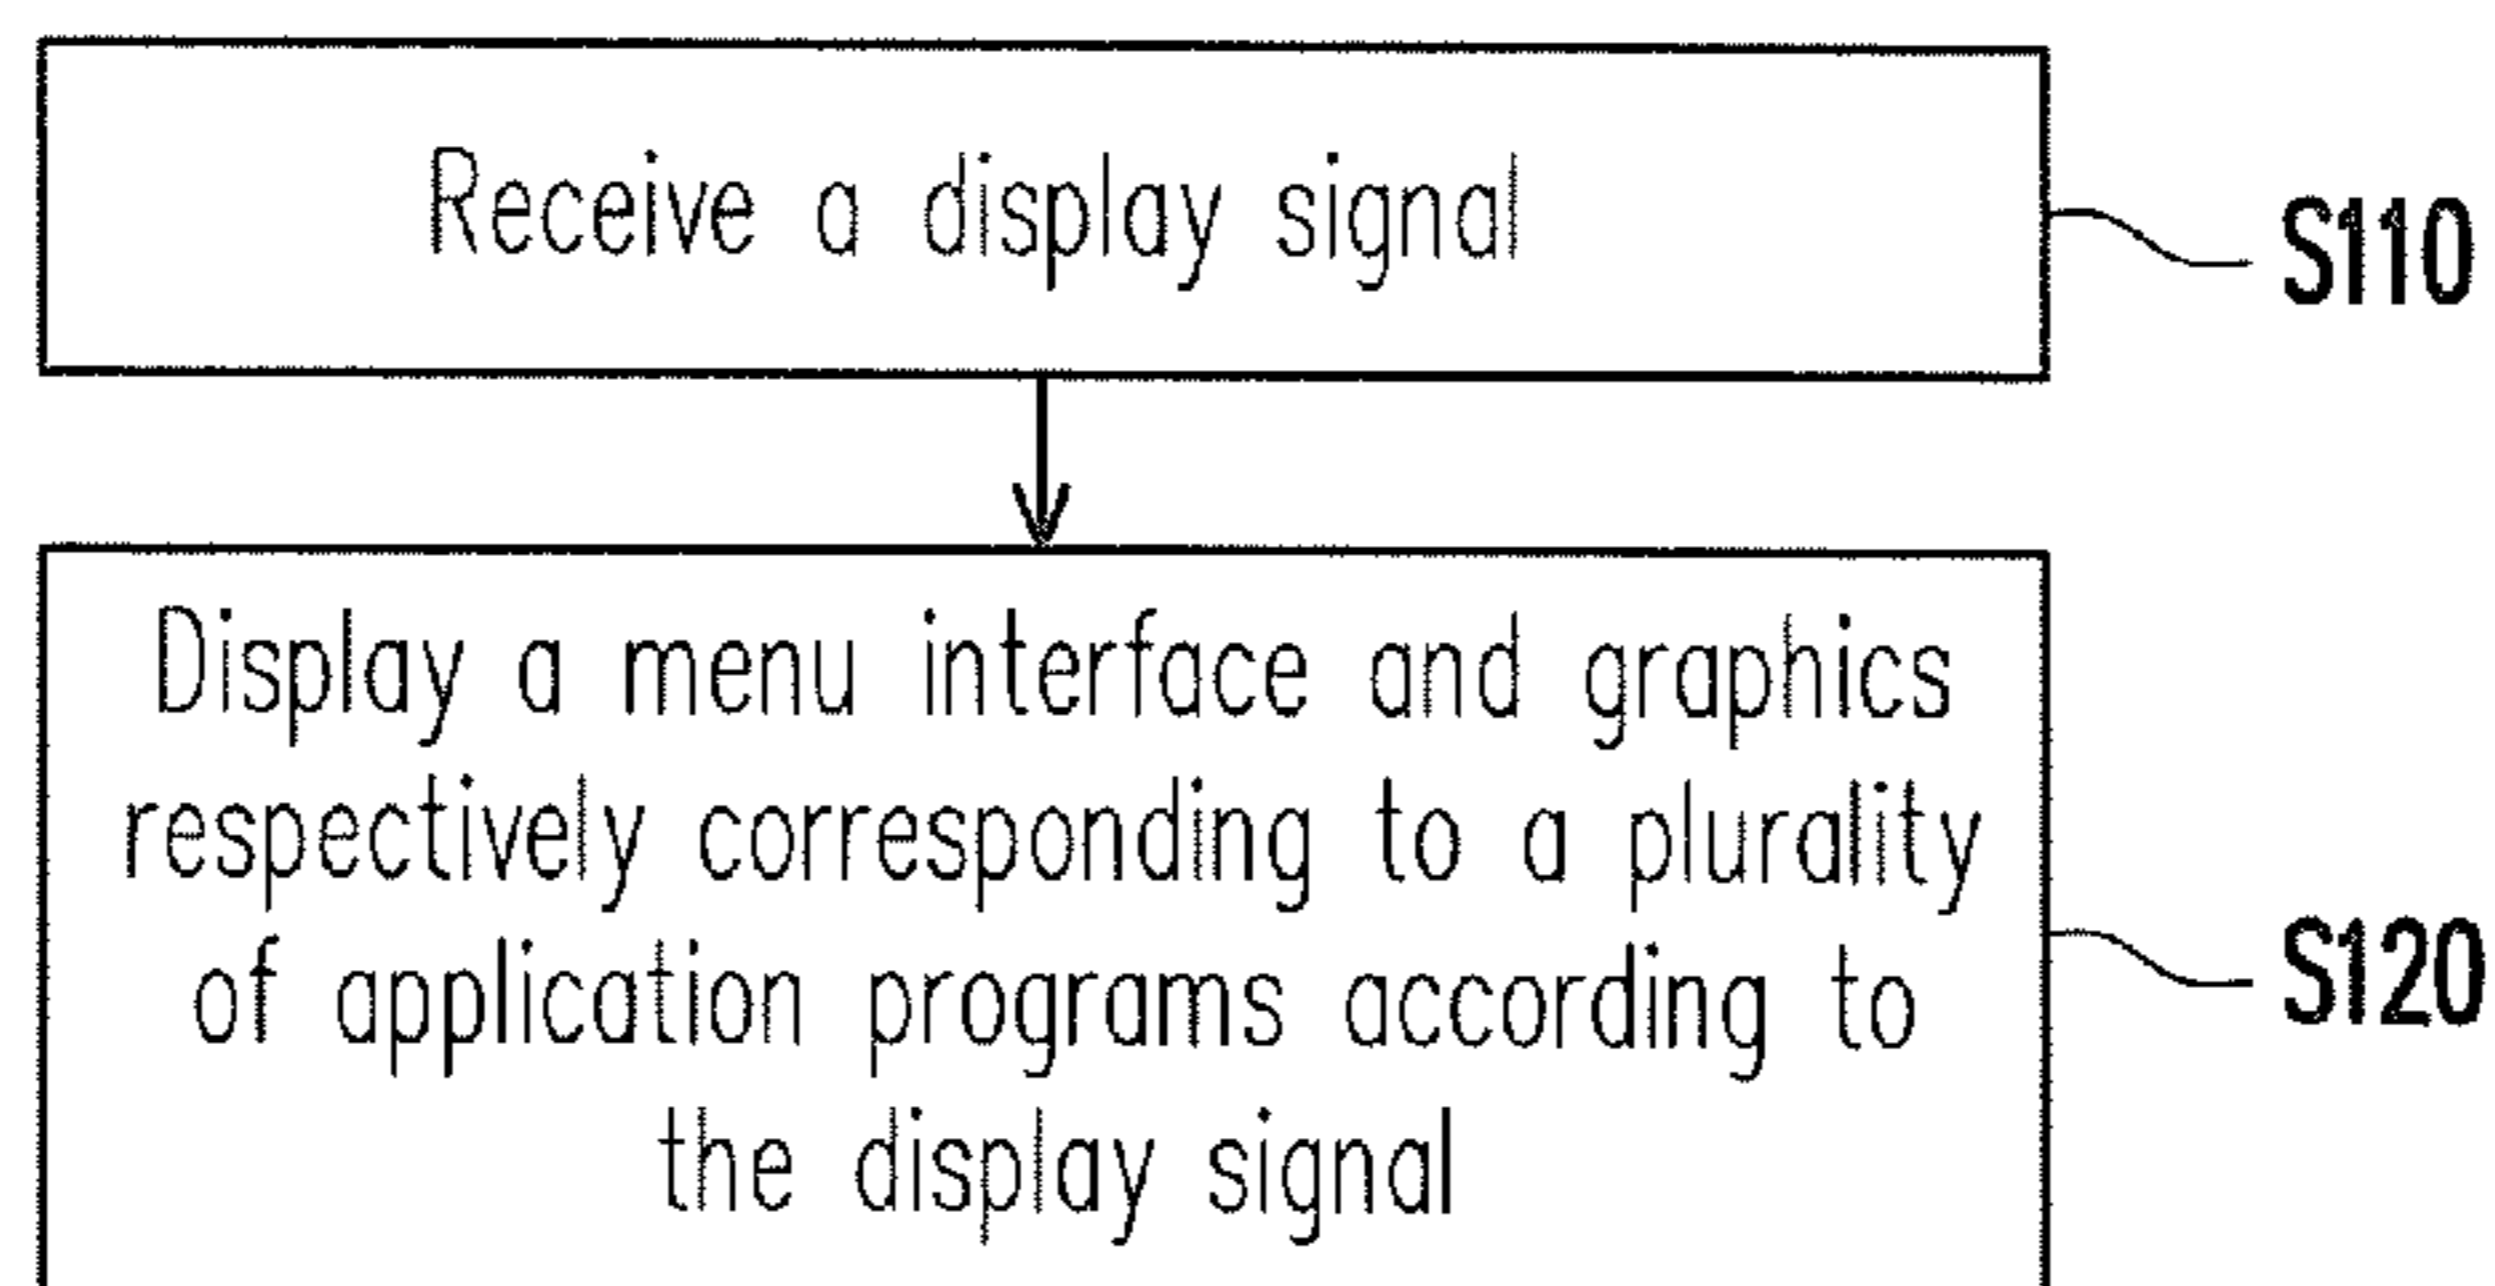 Receive a display signal
S110
Display a menu interface and graphics
respectively corresponding to a plurality
of application programs according to
the display signal
S120